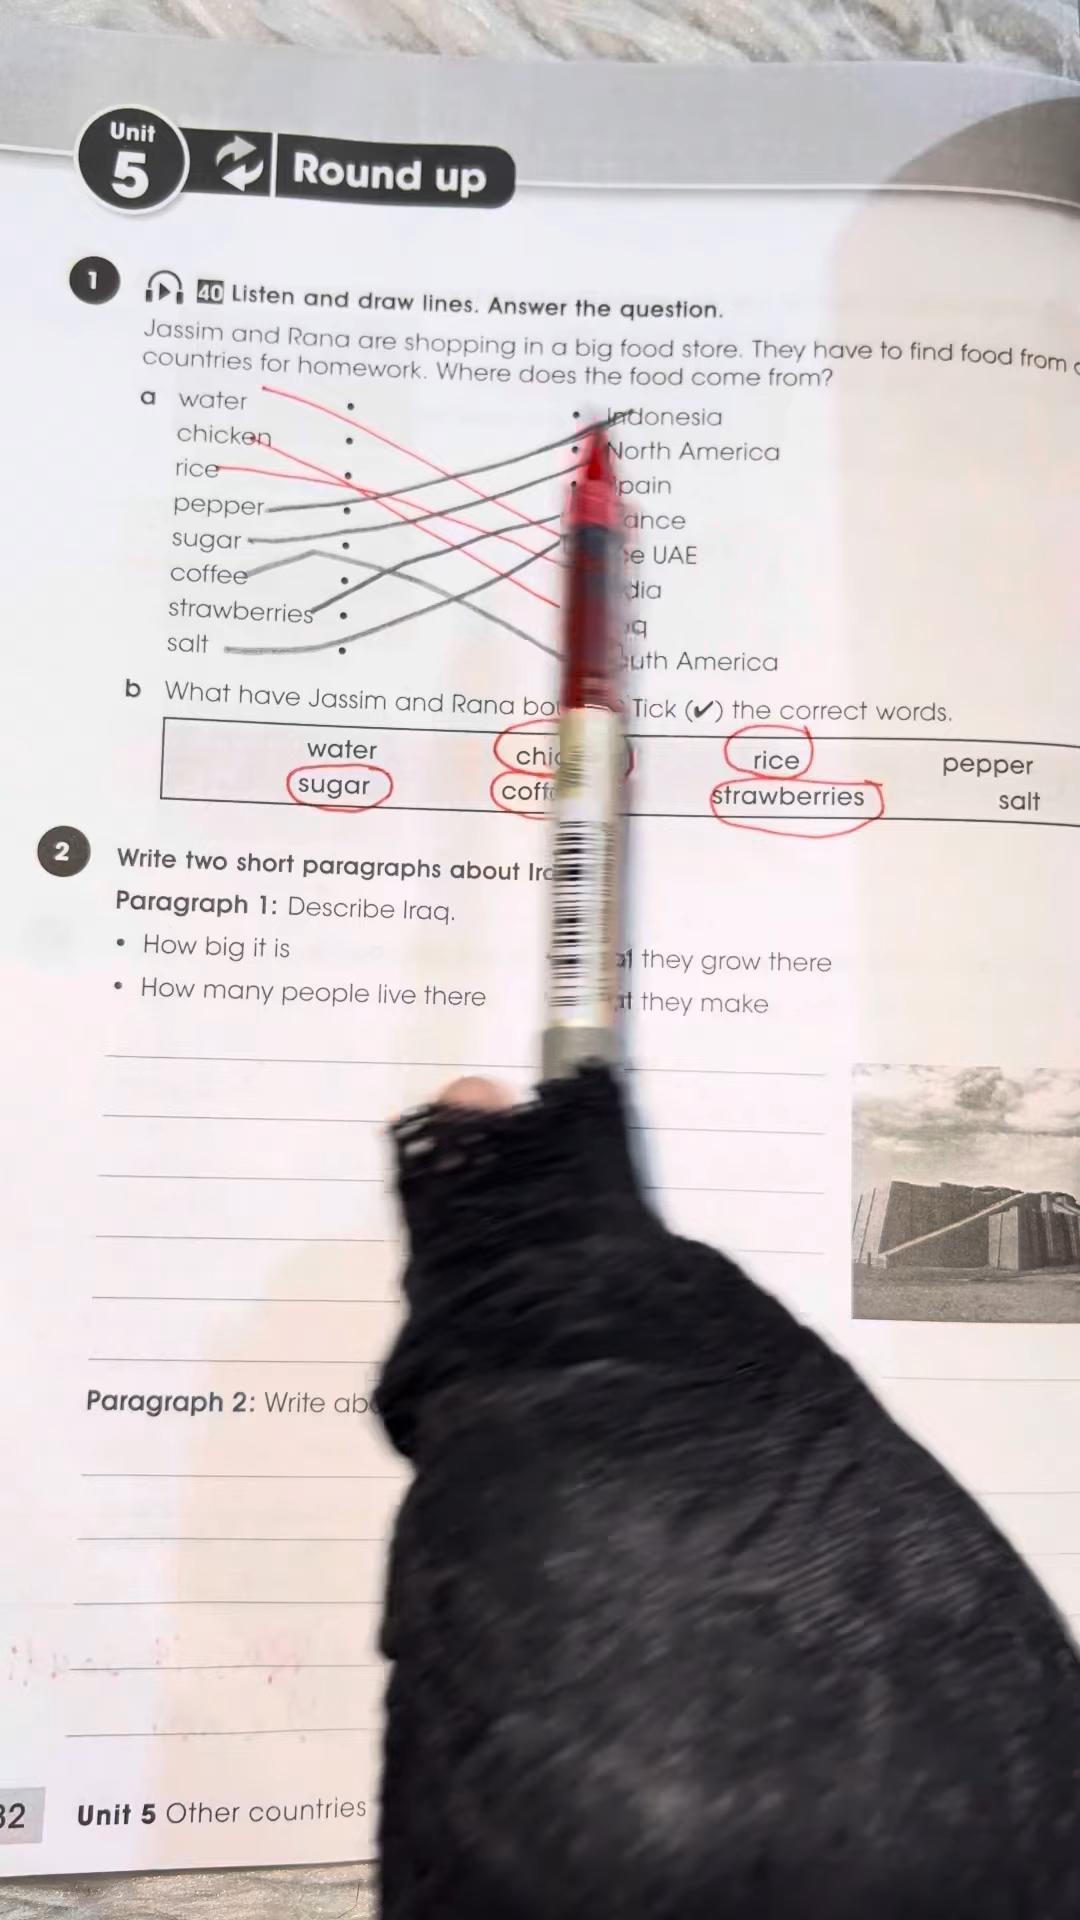 Unit
5
Round up
1
40 Listen and draw lines. Answer the question.
Jassim and Rana are shopping in a big food store. They have to find food from
countries for homework. Where does the food come from?
a water
chicken
rice
pepper
sugar
coffee
strawberries
salt
Indonesia
North America
UAE
America
b What have Jassim and Rana Tick (✔) the correct words.
water rice pepper
sugar strawberries salt
2
Write two short paragraphs about
Paragraph 1: Describe Iraq.
• How big it is
they grow there
• How many people live there
they make
Paragraph 2: Write
32 Unit 5 Other countries